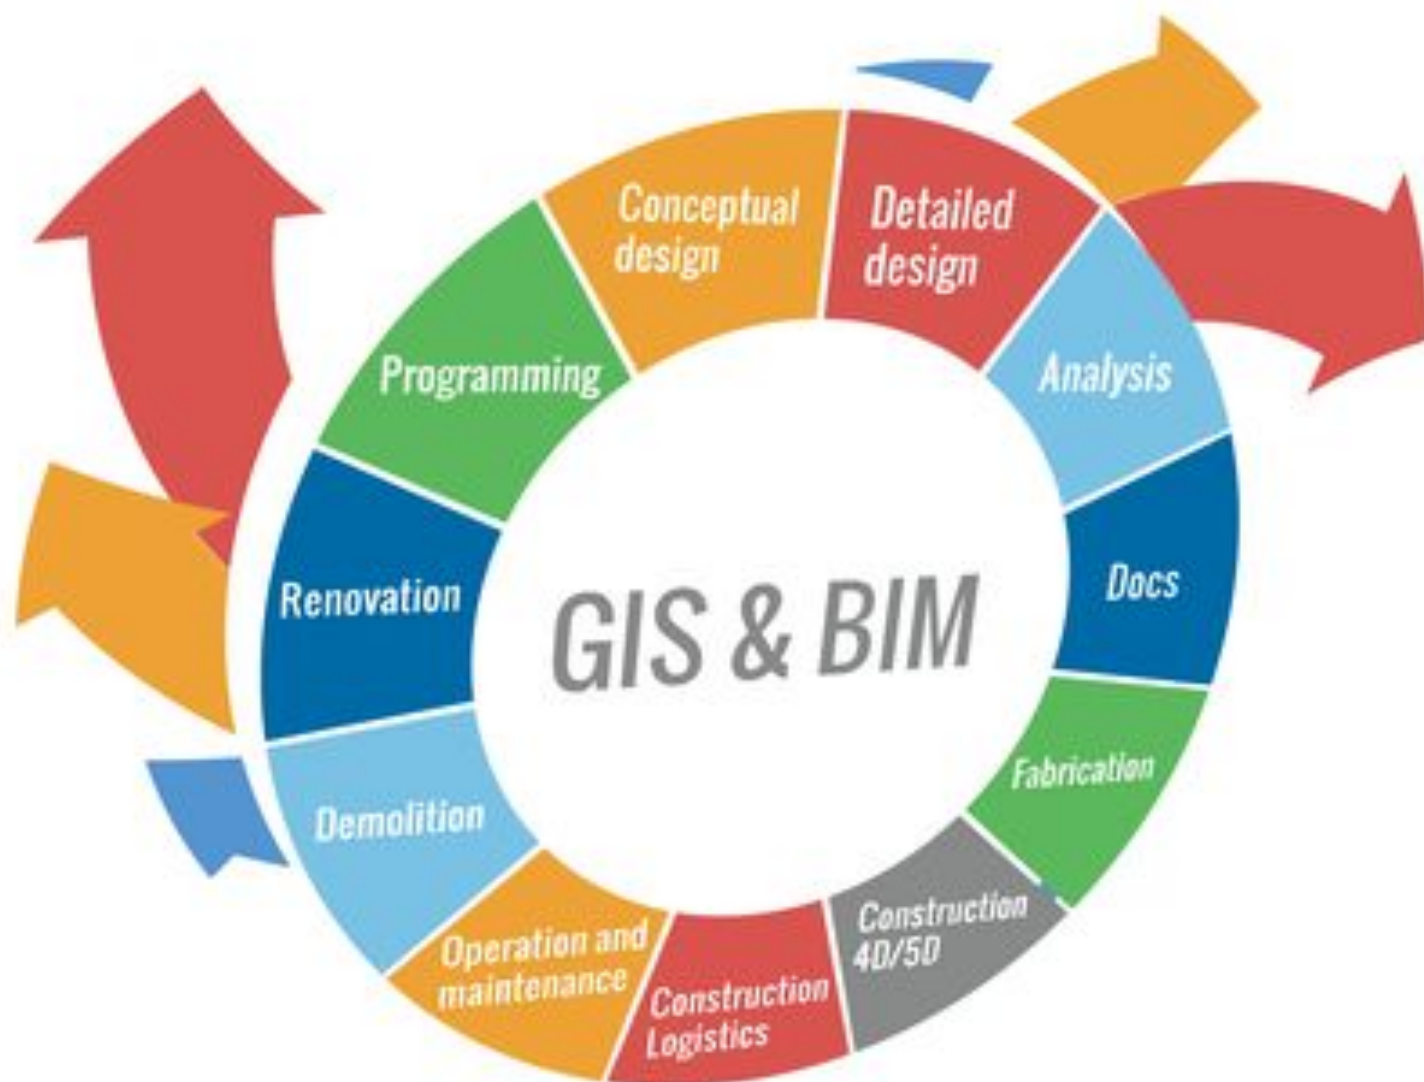 Conceptual
design
Detailed
design
Analysis
Docs
Fabrication
Construction
4D/5D
Construction
Logistics
Operation and
maintenance
Demolition
Renovation
Programming
GIS & BIM